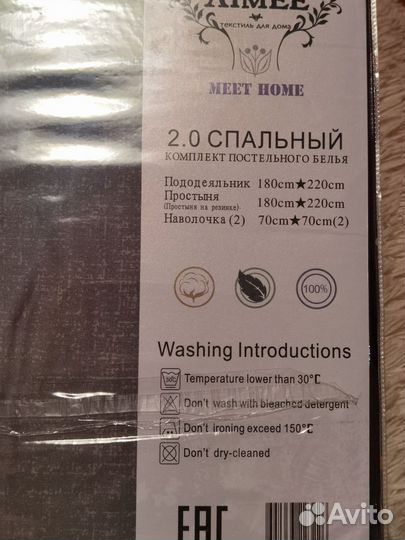 AIMEE
текстиль для дома
MEET HOME
2.0 СПАЛЬНЫЙ
КОМПЛЕКТ ПОСТЕЛЬНОГО БЕЛЬЯ
Пододеяльник 180cm★220cm
Простыня 180cm★220cm
(Простыня на резинке)
Наволочка (2) 70cm★70cm(2)
100%
Washing Introductions
30℃ Temperature lower than 30℃
Don't wash with bleached detergent
Don't ironing exceed 150℃
Don't dry-cleaned
EAC
Avito